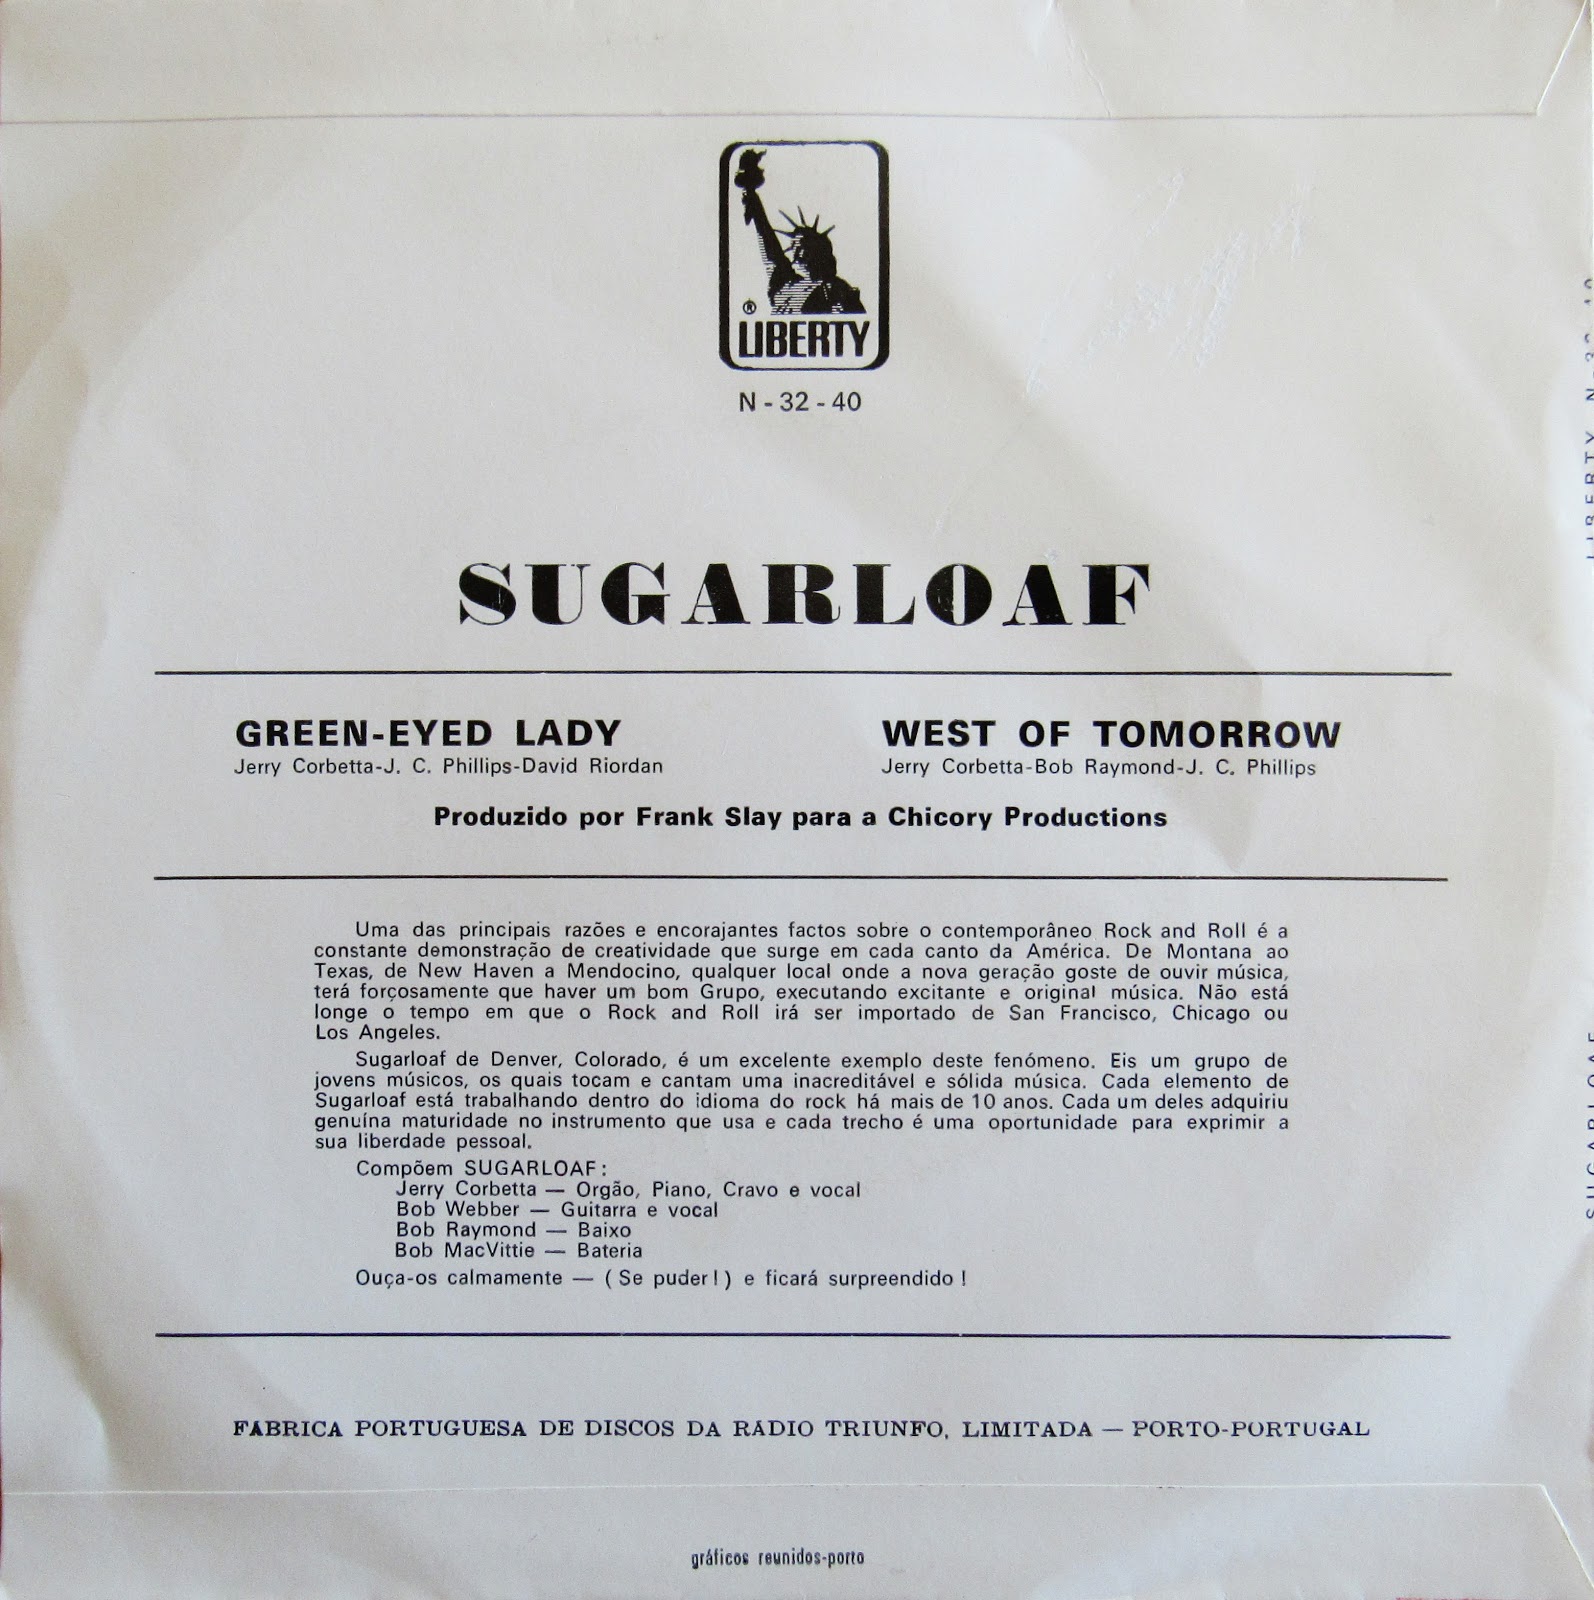 ®
LIBERTY
N - 32 - 40
SUGARLOAF
GREEN-EYED LADY
Jerry Corbetta-J. C. Phillips-David Riordan
WEST OF TOMORROW
Jerry Corbetta-Bob Raymond-J. C. Phillips
Produzido por Frank Slay para a Chicory Productions
Uma das principais razões e encorajantes factos sobre o contemporâneo Rock and Roll é a
constante demonstração de creatividade que surge em cada canto da América. De Montana ao
Texas, de New Haven a Mendocino, qualquer local onde a nova geração goste de ouvir música,
terá forçosamente que haver um bom Grupo, executando excitante e original música. Não está
longe o tempo em que o Rock and Roll irá ser importado de San Francisco, Chicago ou
Los Angeles.
Sugarloaf de Denver, Colorado, é um excelente exemplo deste fenómeno. Eis um grupo de
jovens músicos, os quais tocam e cantam uma inacreditável e sólida música. Cada elemento de
Sugarloaf está trabalhando dentro do idioma do rock há mais de 10 anos. Cada um deles adquiriu
genuína maturidade no instrumento que usa e cada trecho é uma oportunidade para exprimir a
sua liberdade pessoal.
Compõem SUGARLOAF:
Jerry Corbetta — Orgão, Piano, Cravo e vocal
Bob Webber — Guitarra e vocal
Bob Raymond — Baixo
Bob MacVittie — Bateria
Ouça-os calmamente — ( Se puder! ) e ficará surpreendido !
FÁBRICA PORTUGUESA DE DISCOS DA RÁDIO TRIUNFO, LIMITADA — PORTO-PORTUGAL
gráficos reunidos-porto
SUGARLOAF LIBERTY N-32-40